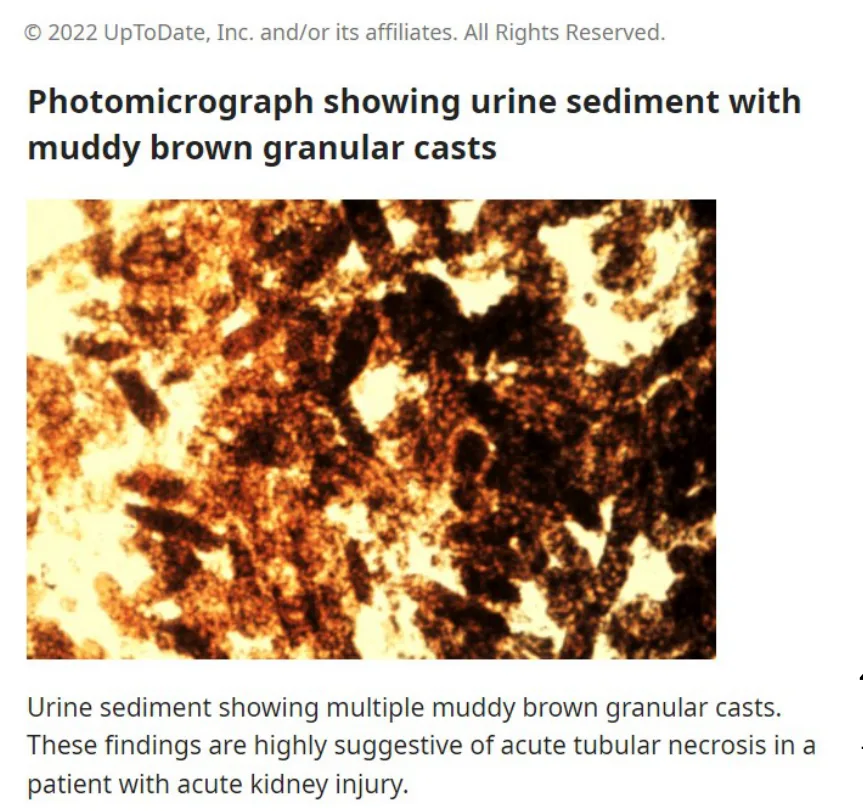 © 2022 UpToDate, Inc. and/or its affiliates. All Rights Reserved.
Photomicrograph showing urine sediment with
muddy brown granular casts
Urine sediment showing multiple muddy brown granular casts.
These findings are highly suggestive of acute tubular necrosis in a
patient with acute kidney injury.